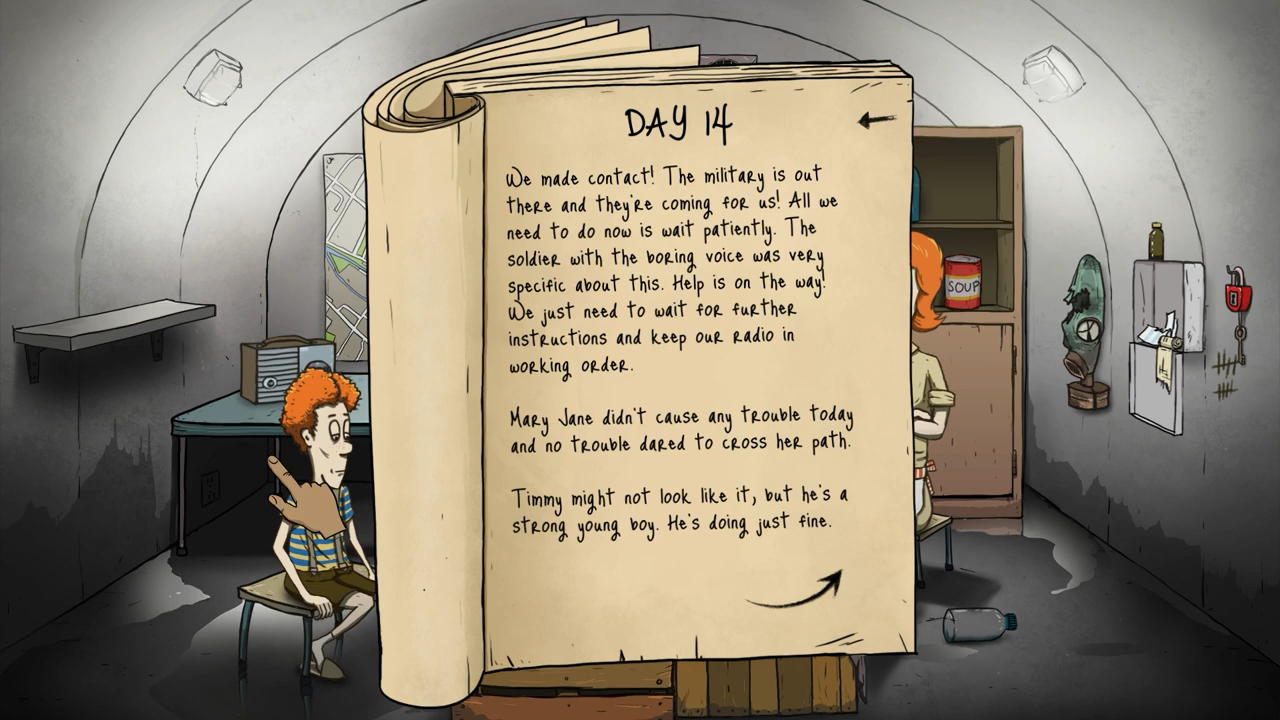 DAY 14
We made contact! The military is out
there and they're coming for us! All we
need to do now is wait patiently. The
soldier with the boring voice was very
specific about this. Help is on the way!
We just need to wait for further
instructions and keep our radio in
working order.
Mary Jane didn't cause any trouble today
and no trouble dared to cross her path.
Timmy might not look like it, but he's a
strong young boy. He's doing just fine.
SOUP